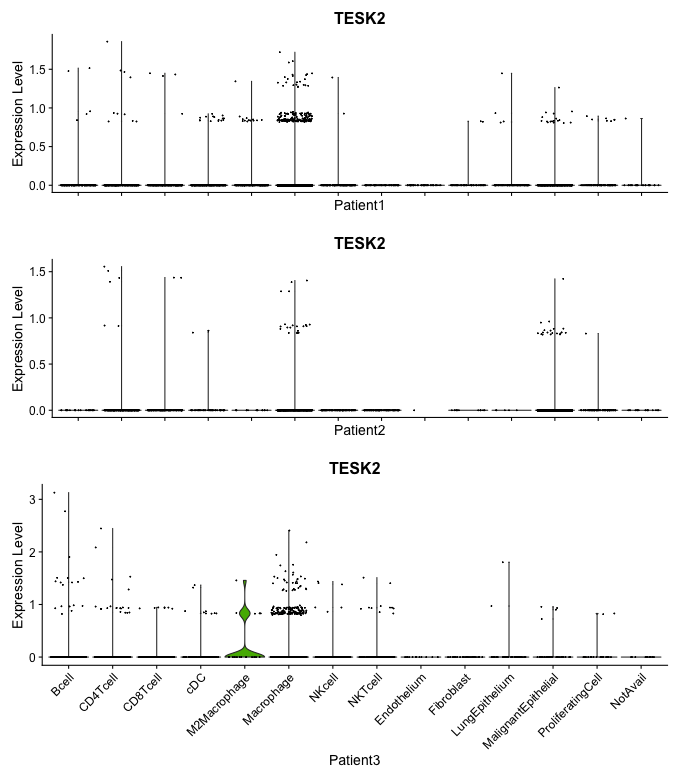 TESK2
Expression Level
1.5
1.0
0.5
0.0
Patient1
TESK2
Expression Level
1.5
1.0
0.5
0.0
Patient2
TESK2
Expression Level
3
2
1
0
Bcell
CD4Tcell
CD8Tcell
cDC
M2Macrophage
Macrophage
NKcell
NKTcell
Endothelium
Fibroblast
LungEpithelium
MalignantEpithelial
ProliferatingCell
NotAvail
Patient3